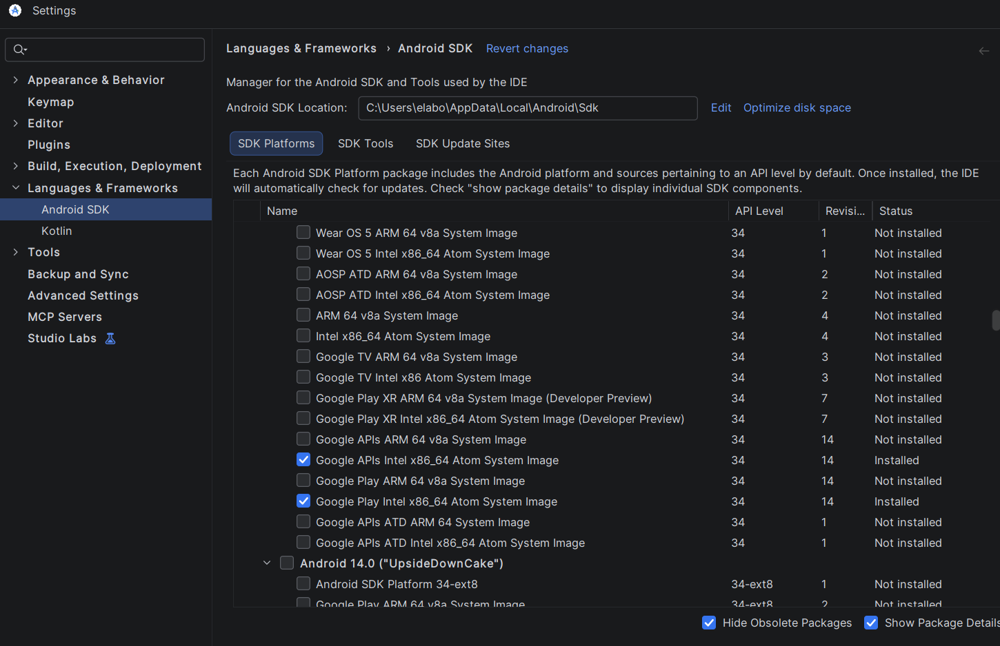 Settings
Appearance & Behavior
Keymap
Editor
Plugins
Build, Execution, Deployment
Languages & Frameworks
Android SDK
Kotlin
Tools
Backup and Sync
Advanced Settings
MCP Servers
Studio Labs
Languages & Frameworks › Android SDK Revert changes
Manager for the Android SDK and Tools used by the IDE
Android SDK Location: C:\Users\elabo\AppData\Local\Android\Sdk Edit Optimize disk space
SDK Platforms SDK Tools SDK Update Sites
Each Android SDK Platform package includes the Android platform and sources pertaining to an API level by default. Once installed, the IDE
will automatically check for updates. Check "show package details" to display individual SDK components.
Name API Level Revisi... Status
Wear OS 5 ARM 64 v8a System Image 34 1 Not installed
Wear OS 5 Intel x86_64 Atom System Image 34 1 Not installed
AOSP ATD ARM 64 v8a System Image 34 2 Not installed
AOSP ATD Intel x86_64 Atom System Image 34 2 Not installed
ARM 64 v8a System Image 34 4 Not installed
Intel x86_64 Atom System Image 34 4 Not installed
Google TV ARM 64 v8a System Image 34 3 Not installed
Google TV Intel x86 Atom System Image 34 3 Not installed
Google Play XR ARM 64 v8a System Image (Developer Preview) 34 7 Not installed
Google Play XR Intel x86_64 Atom System Image (Developer Preview) 34 7 Not installed
Google APIs ARM 64 v8a System Image 34 14 Not installed
Google APIs Intel x86_64 Atom System Image 34 14 Installed
Google Play ARM 64 v8a System Image 34 14 Not installed
Google Play Intel x86_64 Atom System Image 34 14 Installed
Google APIs ATD ARM 64 System Image 34 1 Not installed
Google APIs ATD Intel x86_64 Atom System Image 34 1 Not installed
Android 14.0 ("UpsideDownCake")
Android SDK Platform 34-ext8 34-ext8 1 Not installed
Google Play ARM 64 v8a System Image 34-ext8 2 Not installed
Hide Obsolete Packages Show Package Details